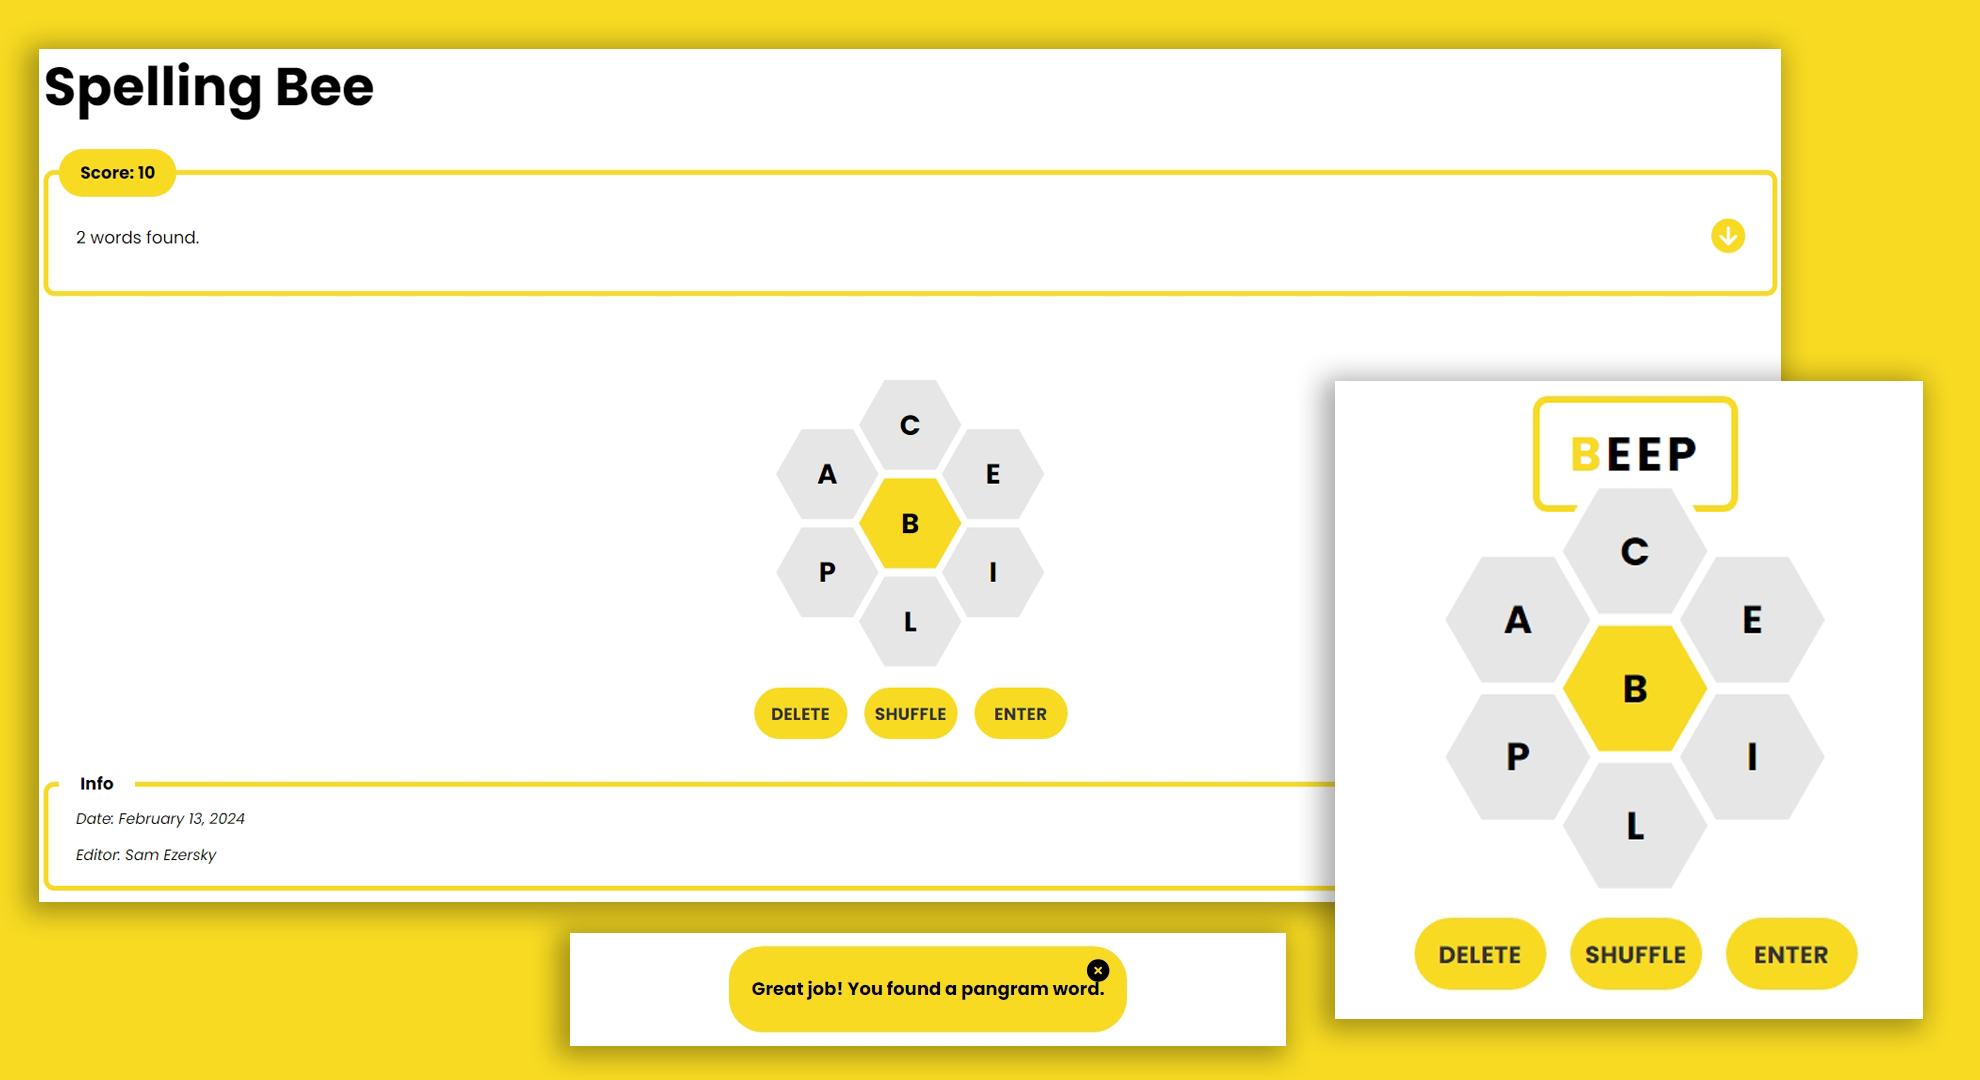 Spelling Bee
Score: 10
2 words found.
C
A E
B
P I
L
DELETE SHUFFLE ENTER
Info
Date: February 13, 2024
Editor: Sam Ezersky
BEEP
C
A E
B
P I
L
DELETE SHUFFLE ENTER
Great job! You found a pangram word.